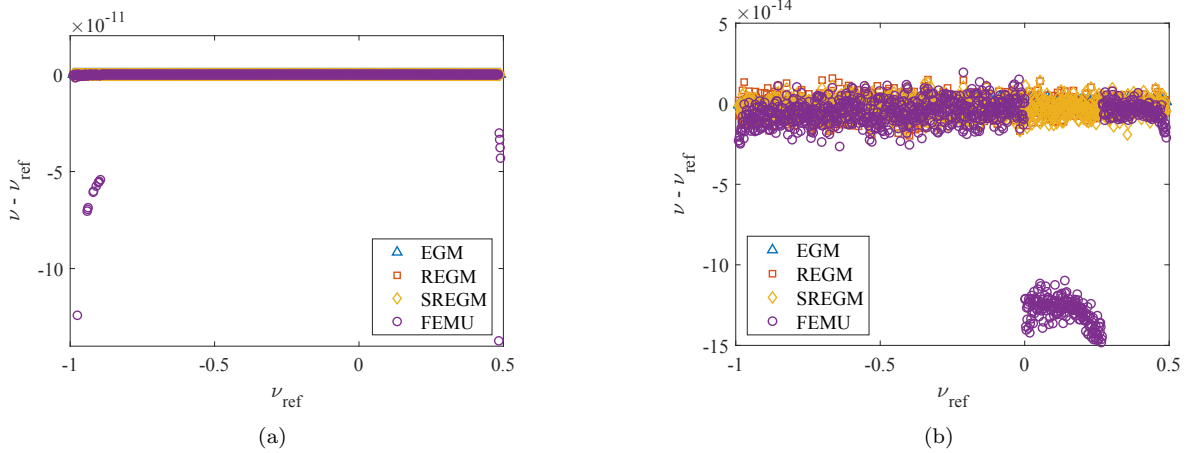 ×10⁻¹¹
0
-5
-10
ν - ν_ref
-1
-0.5
0
0.5
ν_ref
EGM
REGM
SREGM
FEMU
(a)
×10⁻¹⁴
5
0
-5
-10
-15
ν - ν_ref
-1
-0.5
0
0.5
ν_ref
EGM
REGM
SREGM
FEMU
(b)